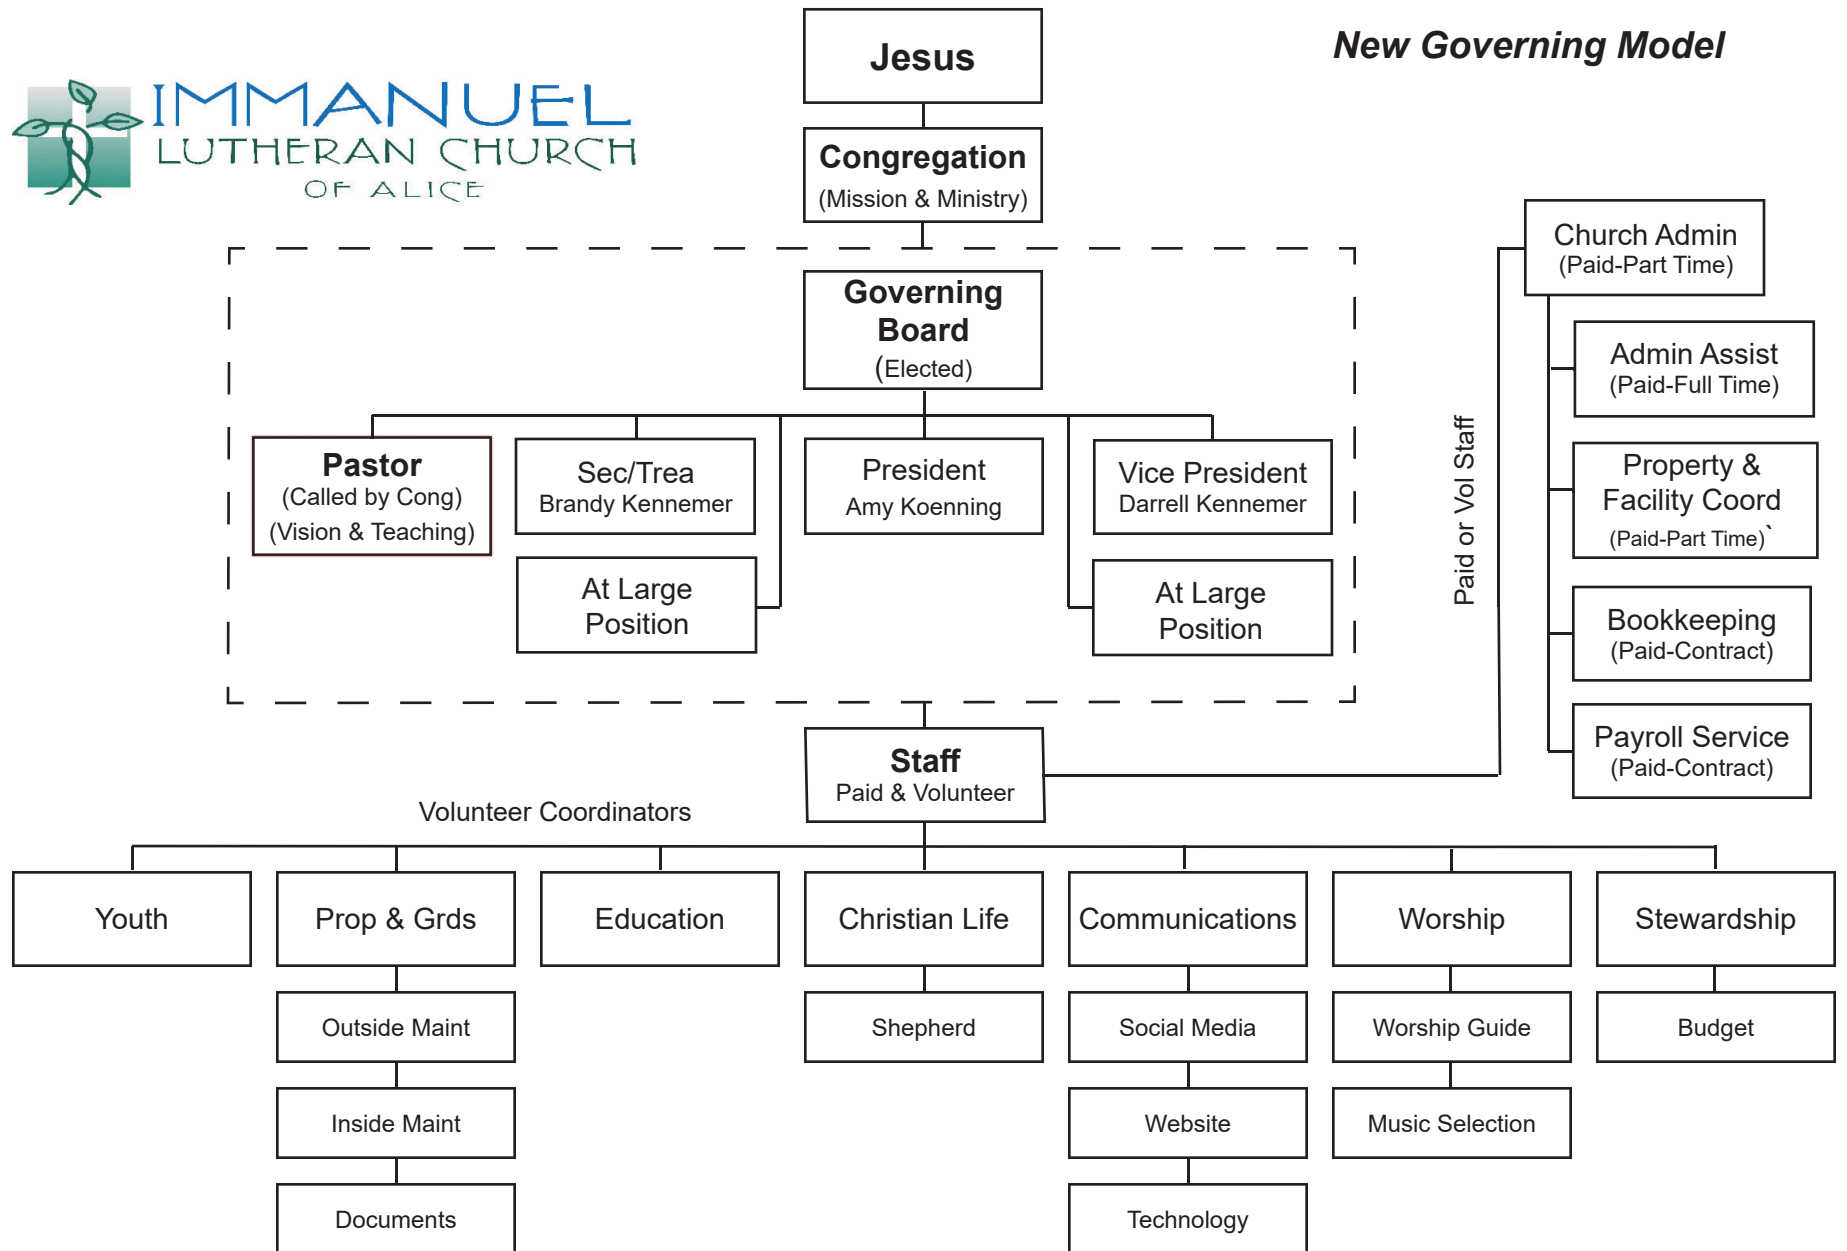 New Governing Model
IMMANUEL
LUTHERAN CHURCH
OF ALICE
Jesus
Congregation
(Mission & Ministry)
Governing
Board
(Elected)
Pastor
(Called by Cong)
(Vision & Teaching)
Sec/Trea
Brandy Kennemer
President
Amy Koenning
Vice President
Darrell Kennemer
At Large
Position
At Large
Position
Paid or Vol Staff
Church Admin
(Paid-Part Time)
Admin Assist
(Paid-Full Time)
Property &
Facility Coord
(Paid-Part Time)`
Bookkeeping
(Paid-Contract)
Payroll Service
(Paid-Contract)
Staff
Paid & Volunteer
Volunteer Coordinators
Youth
Prop & Grds
Education
Christian Life
Communications
Worship
Stewardship
Outside Maint
Shepherd
Social Media
Worship Guide
Budget
Inside Maint
Website
Music Selection
Documents
Technology